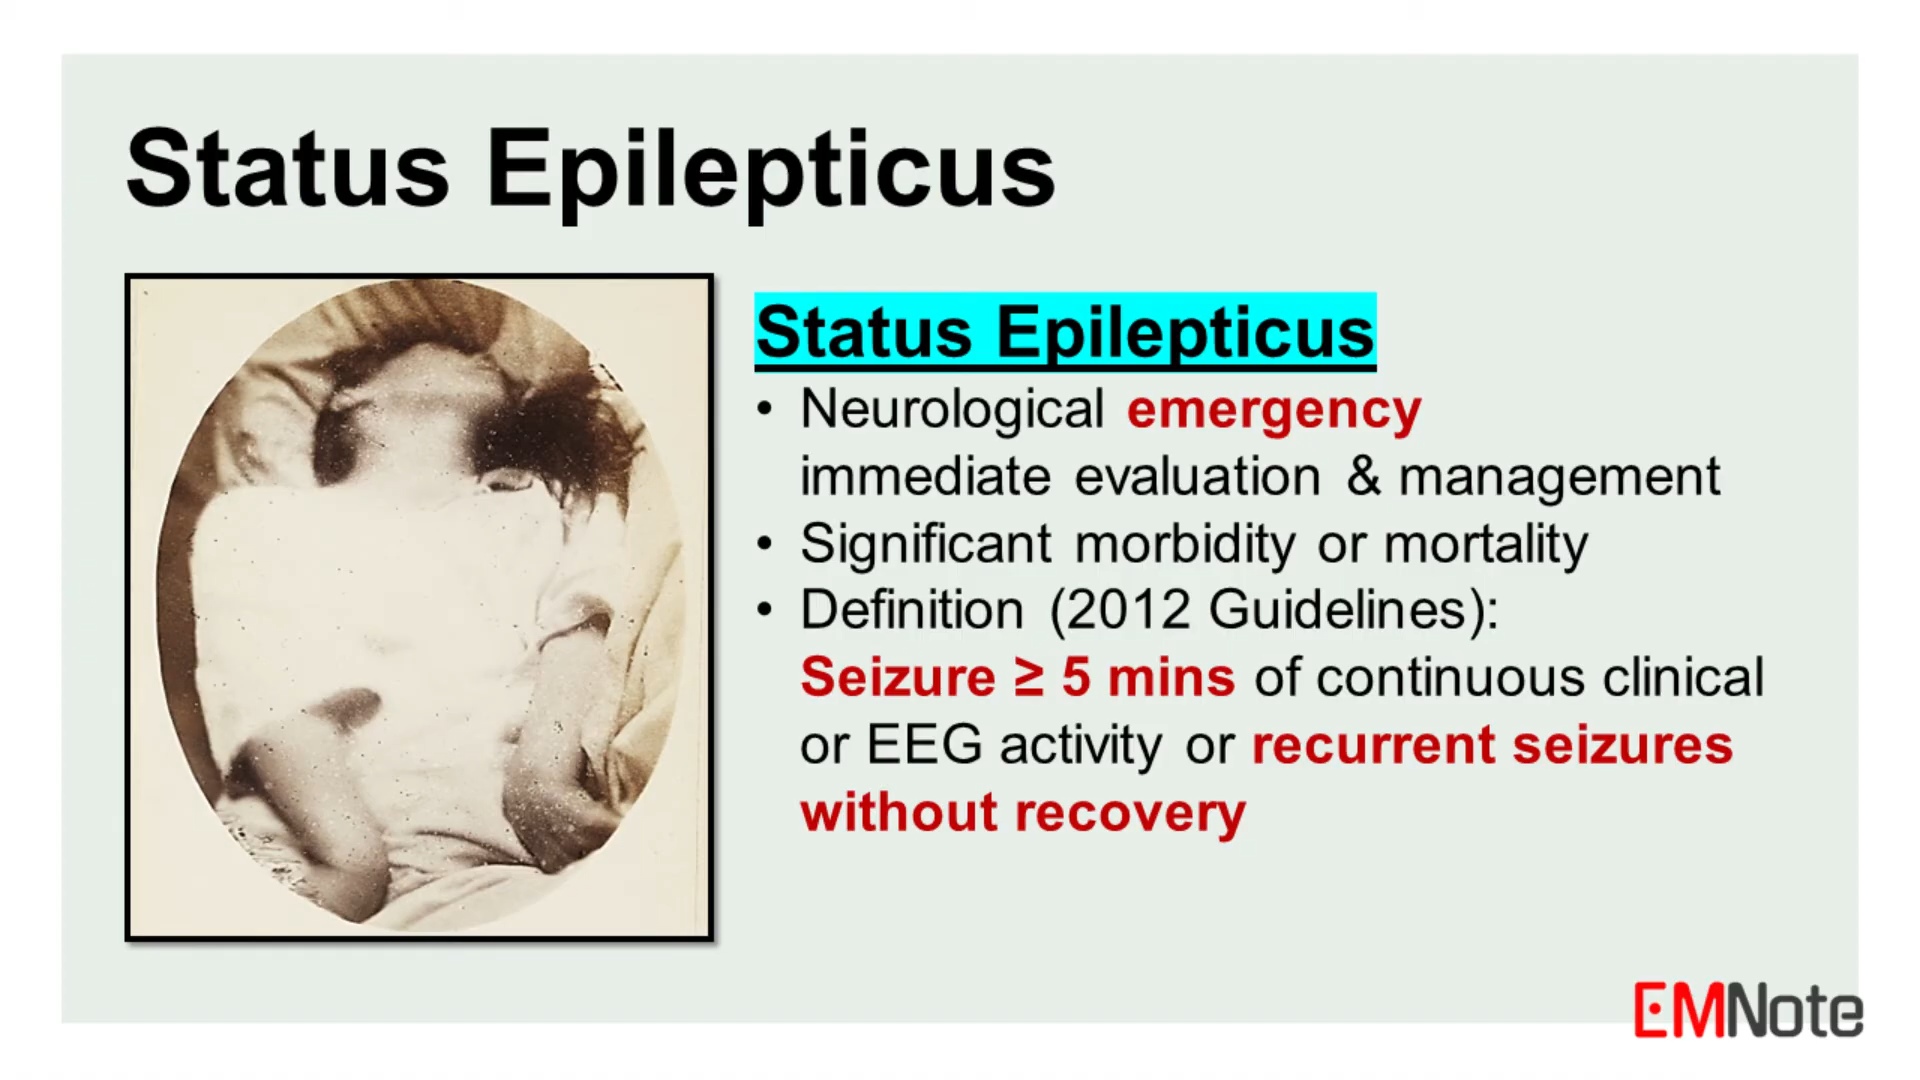 Status Epilepticus
Status Epilepticus
• Neurological emergency
immediate evaluation & management
• Significant morbidity or mortality
• Definition (2012 Guidelines):
Seizure ≥ 5 mins of continuous clinical
or EEG activity or recurrent seizures
without recovery
EMNote